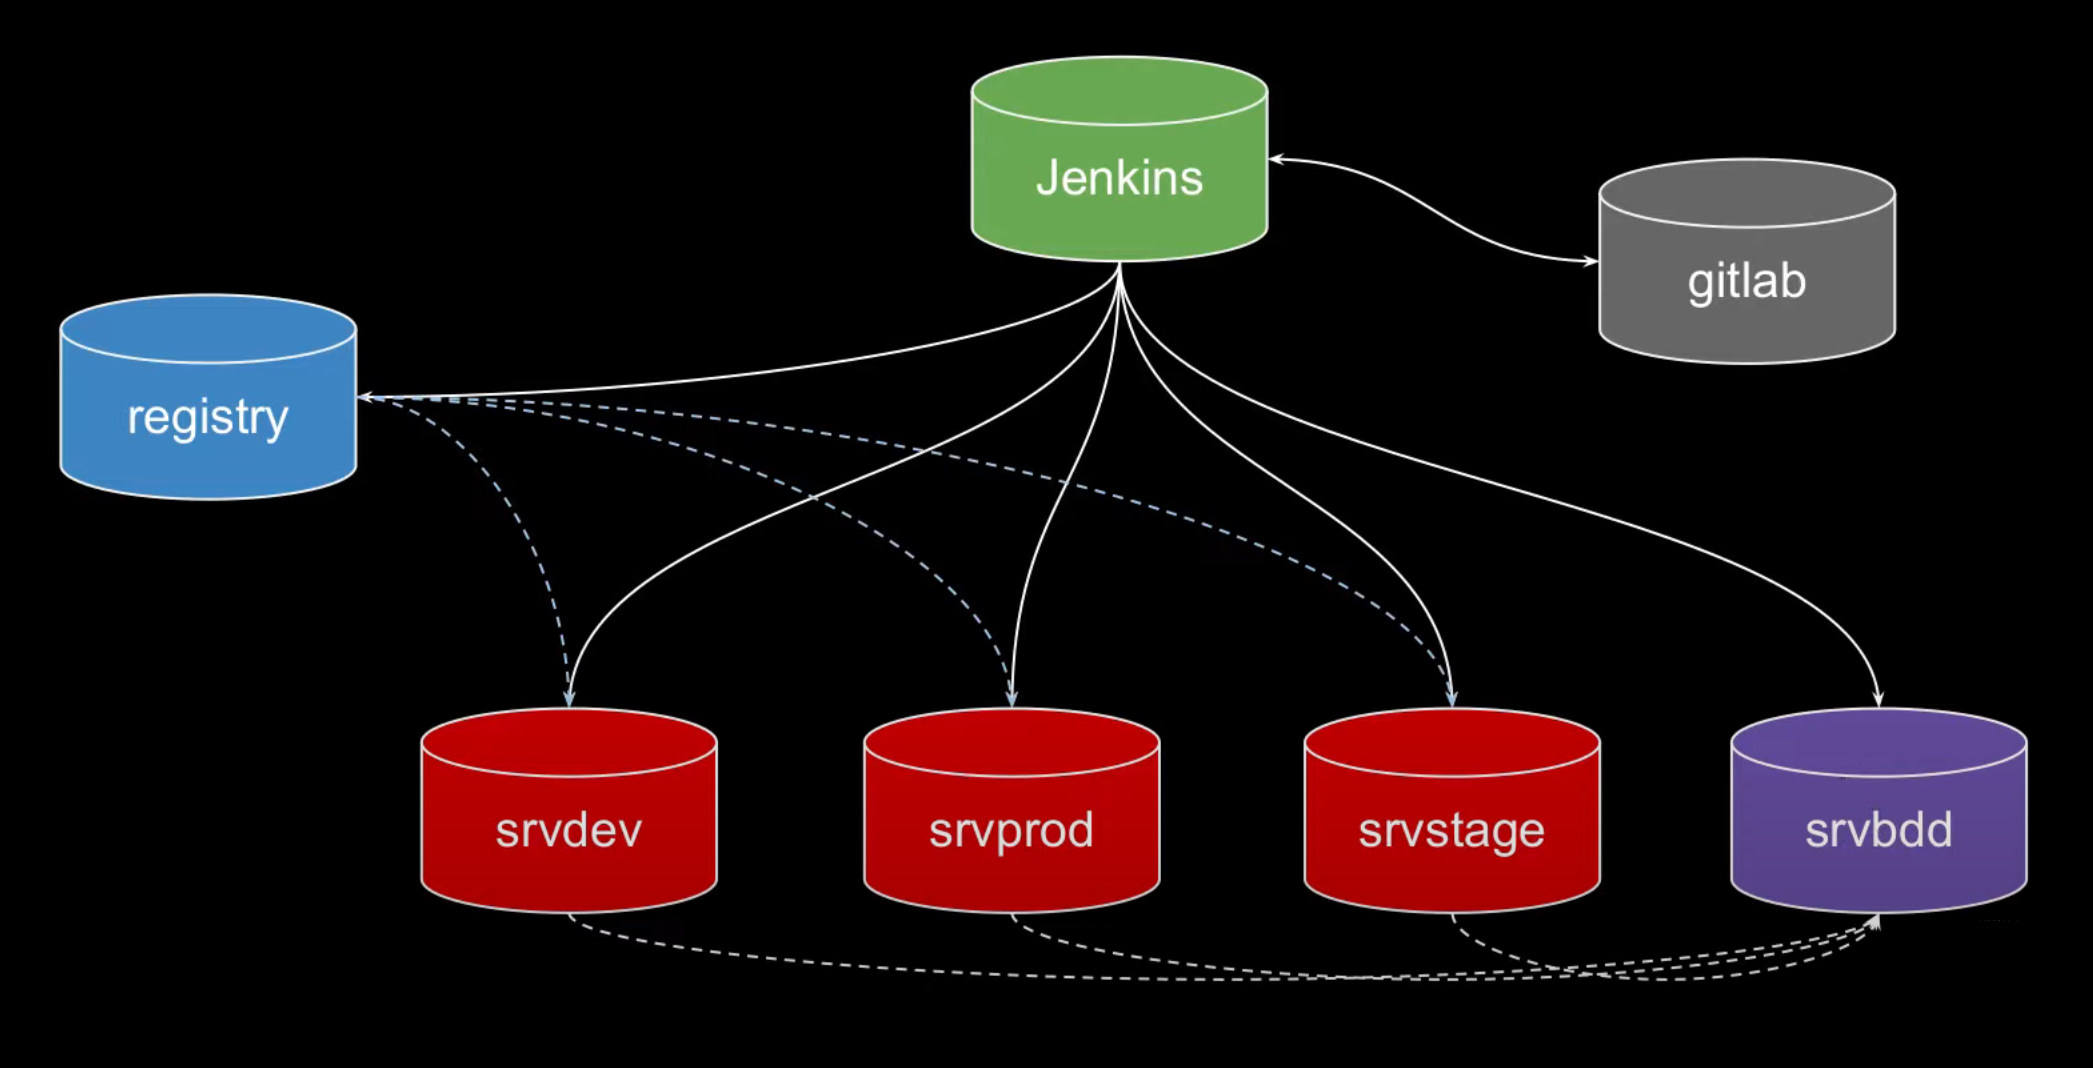 Jenkins
gitlab
registry
srvdev
srvprod
srvstage
srvbdd